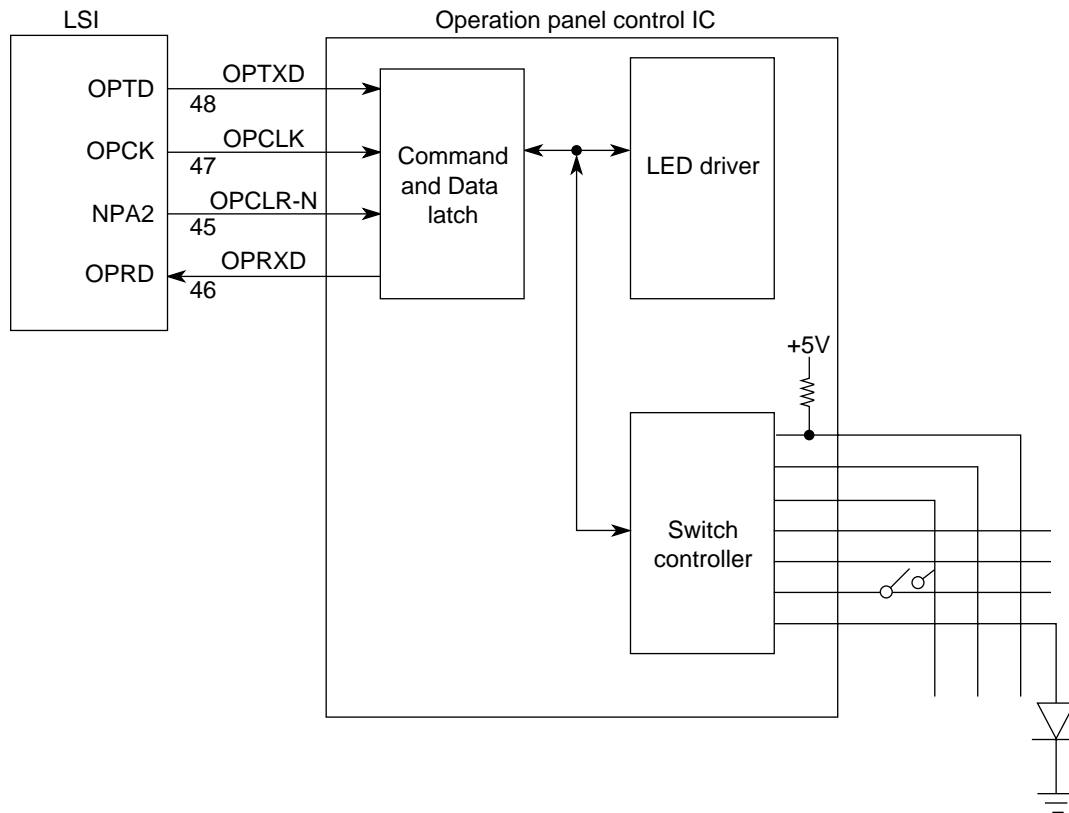 LSI
Operation panel control IC
OPTD
OPTXD
48
OPCK
OPCLK
47
NPA2
OPCLR-N
45
OPRD
OPRXD
46
Command
and Data
latch
LED driver
+5V
Switch
controller